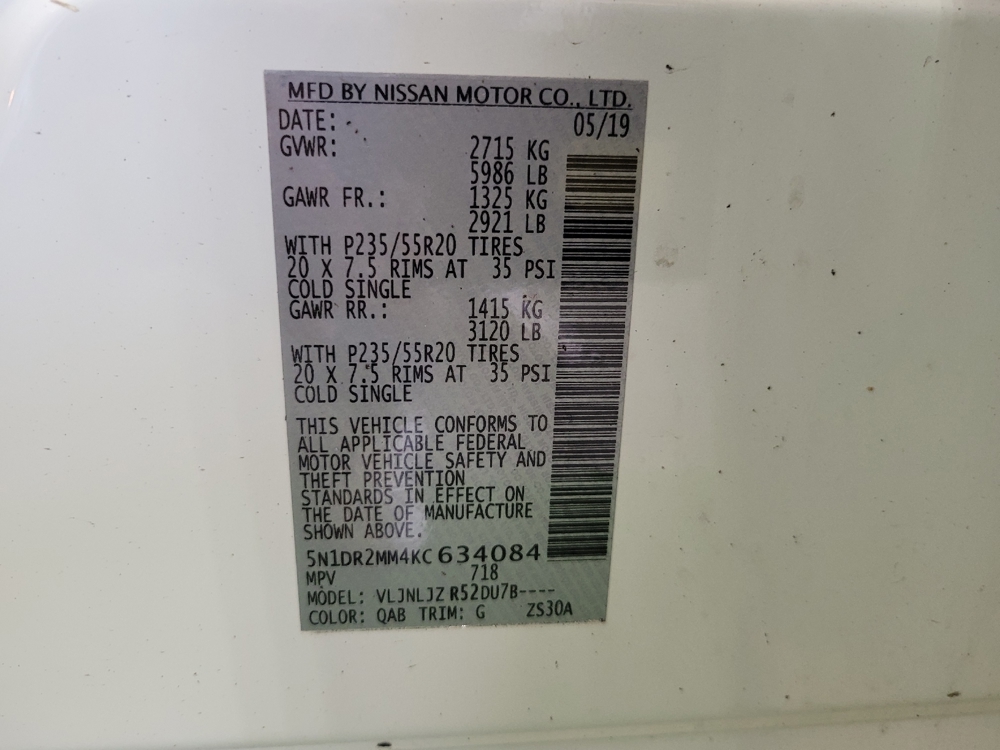 MFD BY NISSAN MOTOR CO., LTD.
DATE: 05/19
GVWR: 2715 KG
5986 LB
GAWR FR.: 1325 KG
2921 LB
WITH P235/55R20 TIRES
20 X 7.5 RIMS AT 35 PSI
COLD SINGLE
GAWR RR.: 1415 KG
3120 LB
WITH P235/55R20 TIRES
20 X 7.5 RIMS AT 35 PSI
COLD SINGLE
THIS VEHICLE CONFORMS TO
ALL APPLICABLE FEDERAL
MOTOR VEHICLE SAFETY AND
THEFT PREVENTION
STANDARDS IN EFFECT ON
THE DATE OF MANUFACTURE
SHOWN ABOVE.
5N1DR2MM4KC 634084
MPV 718
MODEL: VLJNLJZ R52DU7B----
COLOR: QAB TRIM: G ZS30A